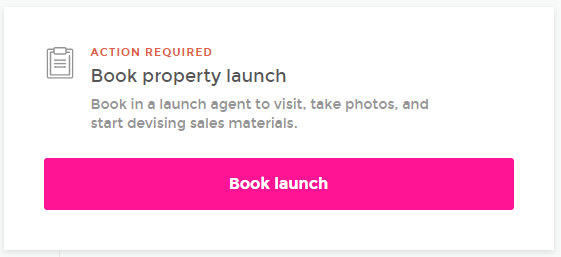 ACTION REQUIRED
Book property launch
Book in a launch agent to visit, take photos, and
start devising sales materials.
Book launch